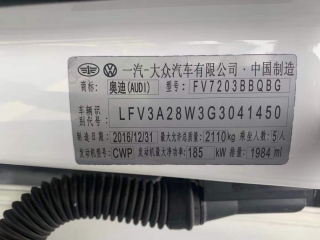 一汽-大众汽车有限公司·中国制造
商标: 奥迪(AUDI) 型号: FV7203BBQBG
车辆识别代号: LFV3A28W3G3041450
制造日期: 2016/12/31 最大允许总质量: 2110kg 乘坐人数: 5人
发动机型号: CWP 发动机最大净功率: 185 kW 排量: 1984 ml